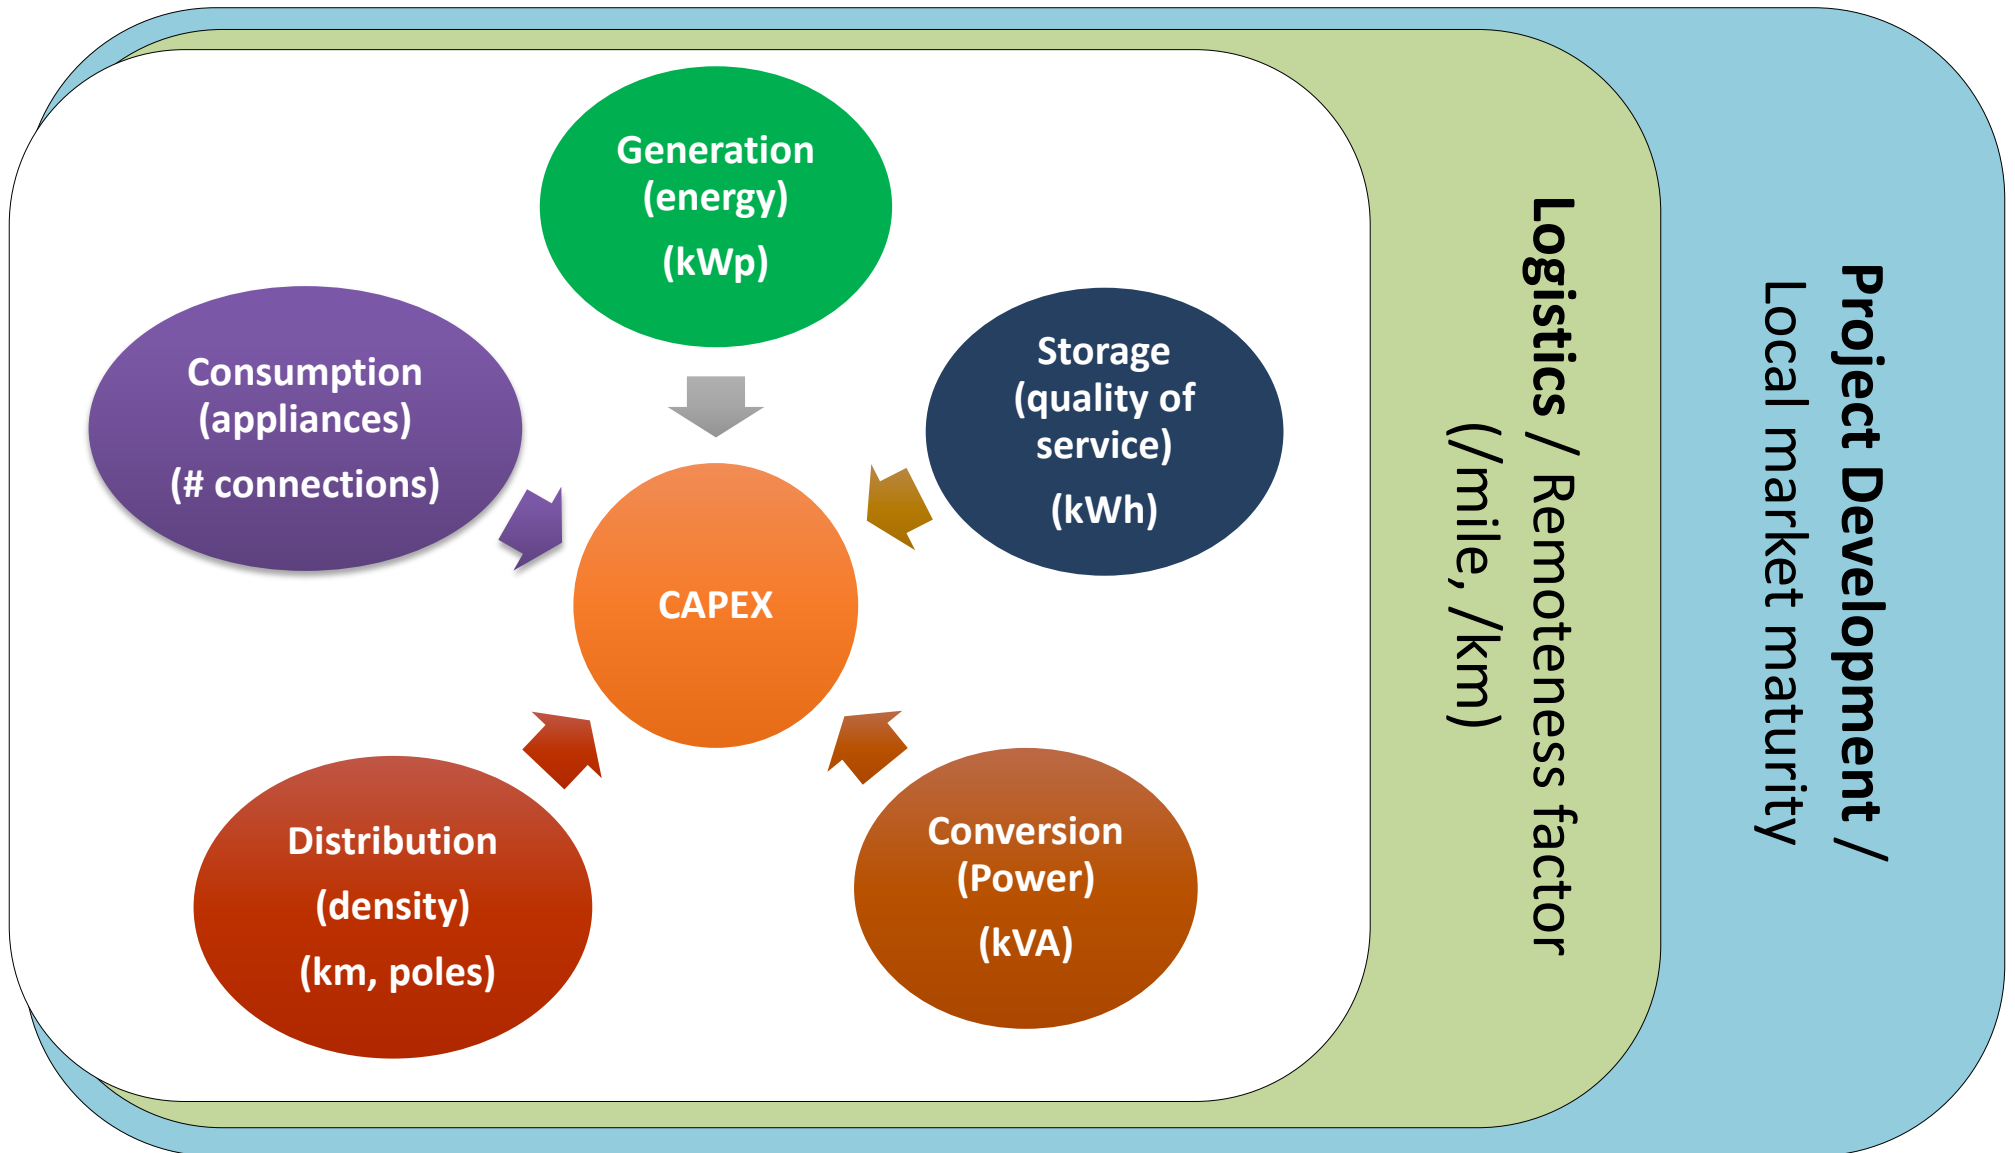 Generation
(energy)
(kWp)
Consumption
(appliances)
(# connections)
Storage
(quality of
service)
(kWh)
CAPEX
Distribution
(density)
(km, poles)
Conversion
(Power)
(kVA)
Logistics / Remoteness factor
(/mile, /km)
Project Development /
Local market maturity